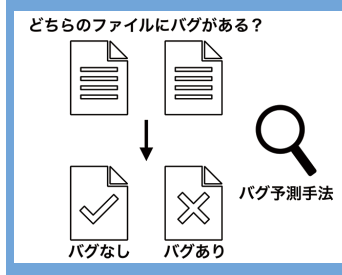 どちらのファイルにバグがある？
バグ予測手法
バグなし
バグあり